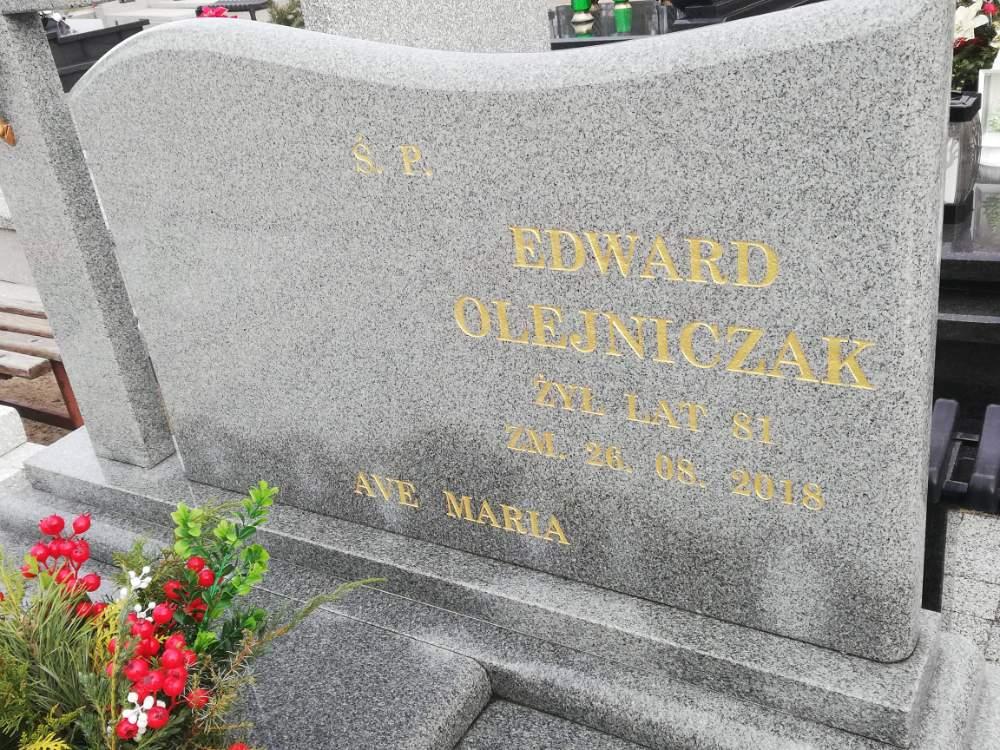 Ś. P.
EDWARD
OLEJNICZAK
ŻYŁ LAT 81
ZM. 26. 08. 2018
AVE MARIA